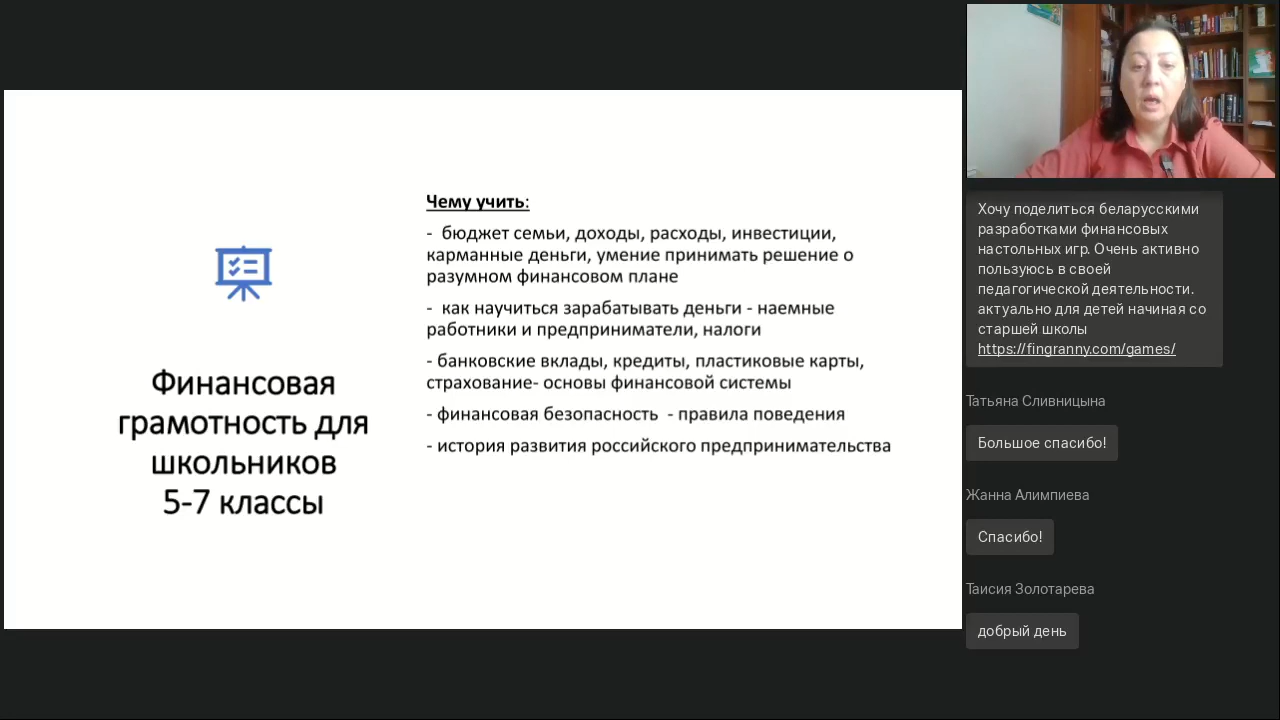 Финансовая
грамотность для
школьников
5-7 классы
Чему учить:
- бюджет семьи, доходы, расходы, инвестиции,
карманные деньги, умение принимать решение о
разумном финансовом плане
- как научиться зарабатывать деньги - наемные
работники и предприниматели, налоги
- банковские вклады, кредиты, пластиковые карты,
страхование- основы финансовой системы
- финансовая безопасность - правила поведения
- история развития российского предпринимательства
Хочу поделиться беларусскими
разработками финансовых
настольных игр. Очень активно
пользуюсь в своей
педагогической деятельности.
актуально для детей начиная со
старшей школы
https://fingranny.com/games/
Татьяна Сливницына
Большое спасибо!
Жанна Алимпиева
Спасибо!
Таисия Золотарева
добрый день